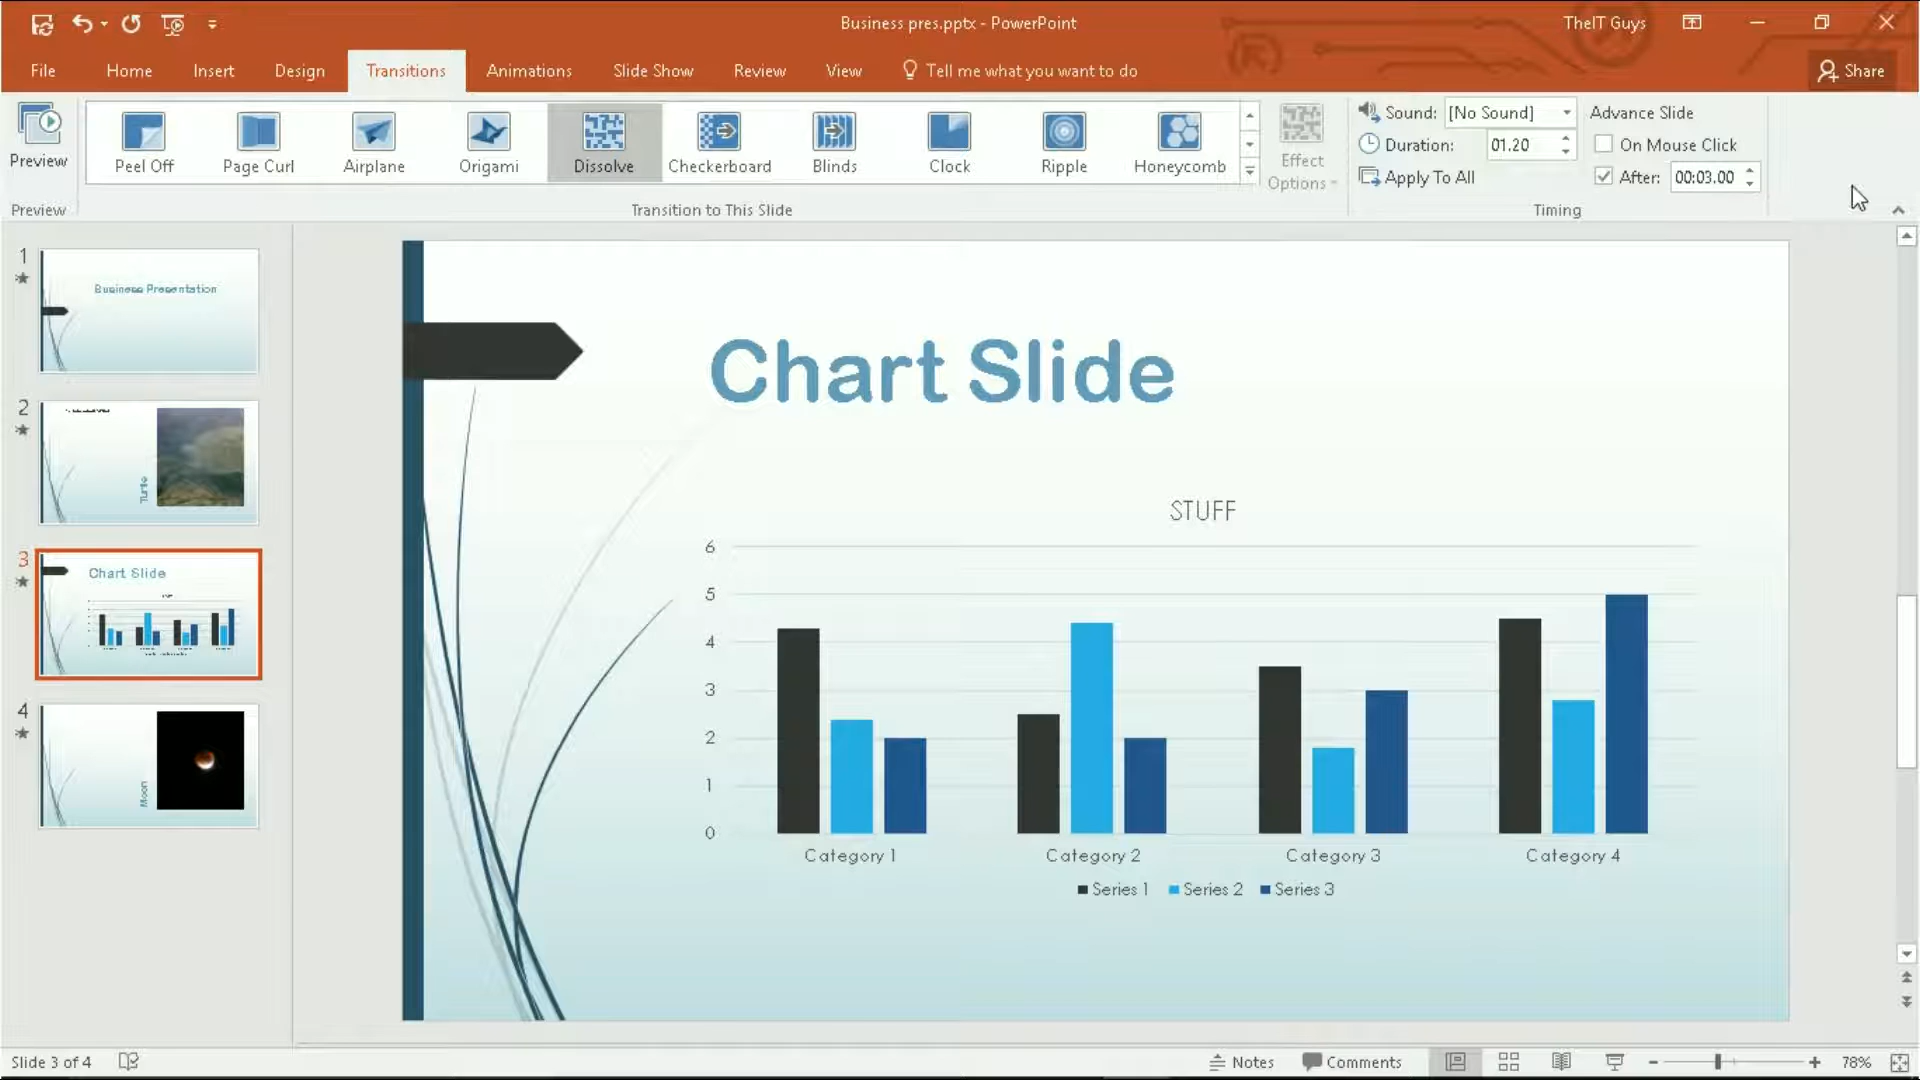 Business pres.pptx - PowerPoint
TheIT Guys
File Home Insert Design Transitions Animations Slide Show Review View Tell me what you want to do
Share
Preview
Peel Off Page Curl Airplane Origami Dissolve Checkerboard Blinds Clock Ripple Honeycomb
Effect
Options
Sound: [No Sound]
Duration: 01.20
Apply To All
Advance Slide
On Mouse Click
After: 00:03.00
Preview
Transition to This Slide
Timing
1
Business Presentation
2
Turtle
3
Chart Slide
4
Moon
Chart Slide
STUFF
6
5
4
3
2
1
0
Category 1 Category 2 Category 3 Category 4
Series 1 Series 2 Series 3
Slide 3 of 4
Notes Comments
78%